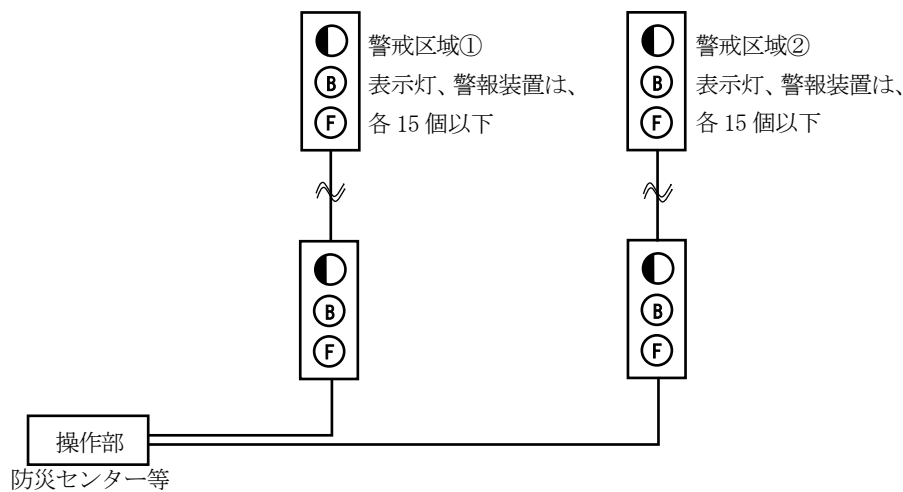 警戒区域①
表示灯、警報装置は、
各 15 個以下
B
F
警戒区域②
表示灯、警報装置は、
各 15 個以下
B
F
B
F
B
F
操作部
防災センター等